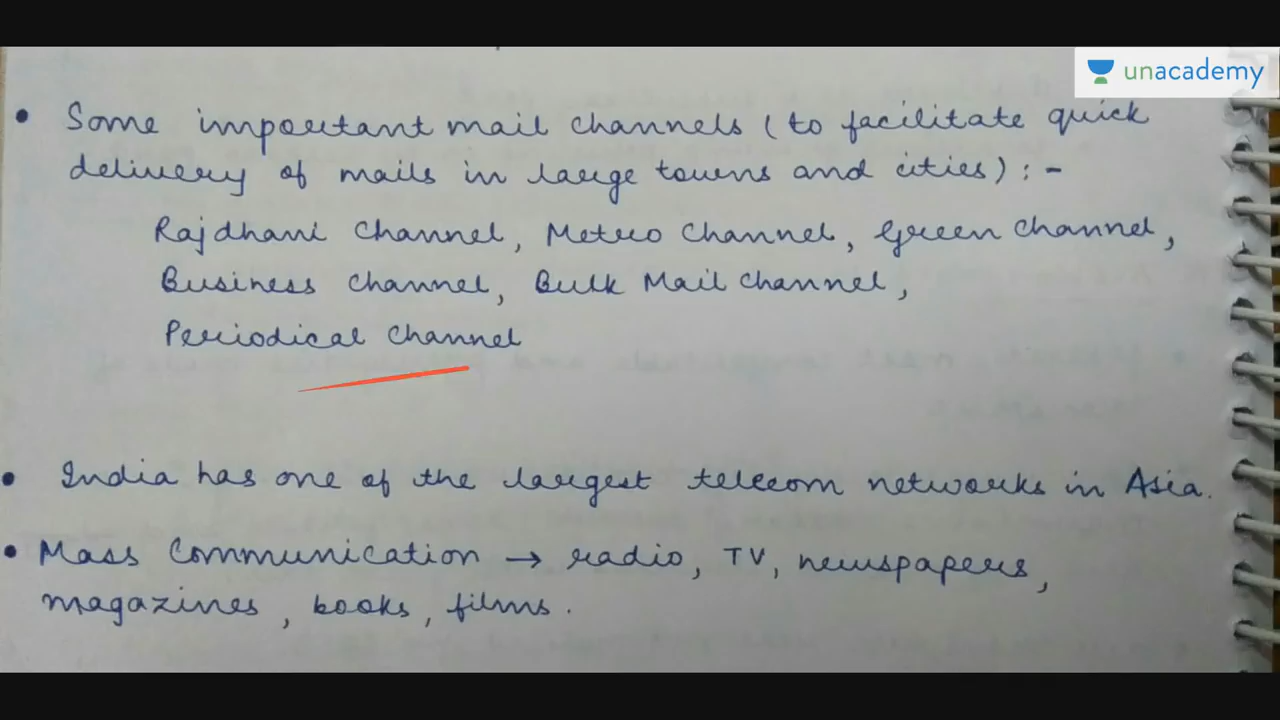 unacademy
• Some important mail channels (to facilitate quick
delivery of mails in large towns and cities) : -
Rajdhani Channel, Metro Channel, Green Channel,
Business Channel, Bulk Mail Channel,
Periodical Channel
• India has one of the largest telecom networks in Asia.
• Mass Communication → radio, TV, newspapers,
magazines, books, films.